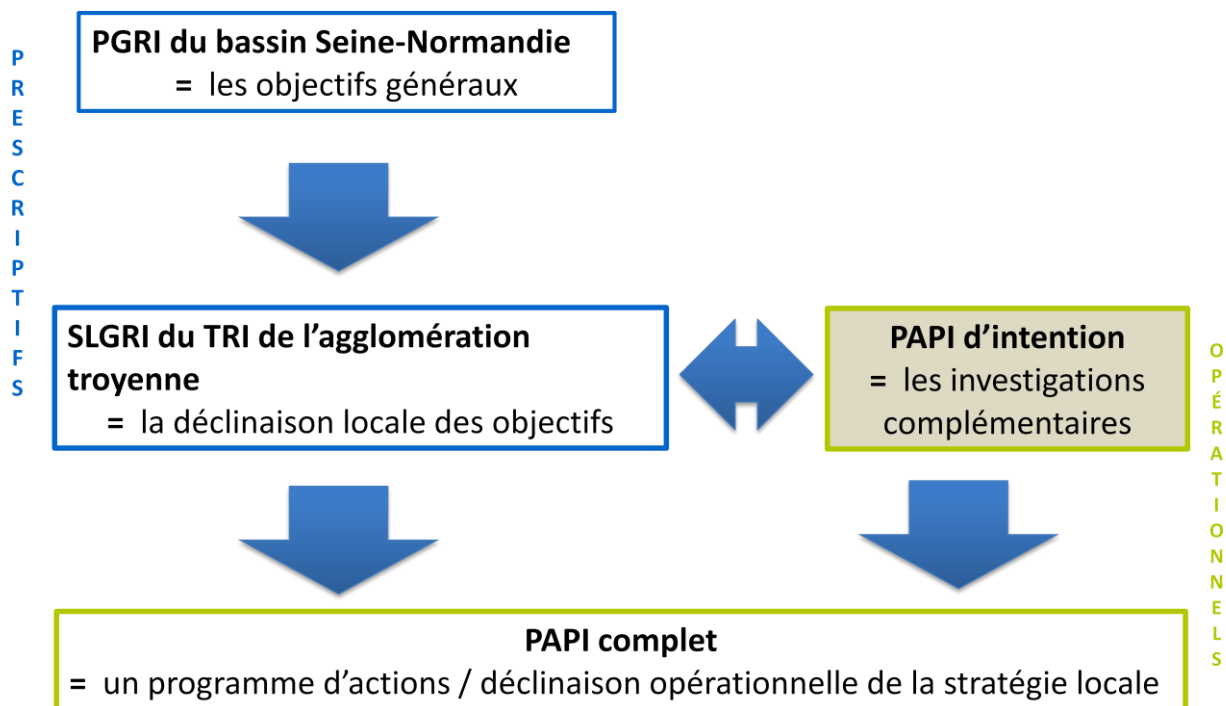 PRESCRIPTIFS
PGRI du bassin Seine-Normandie
= les objectifs généraux
SLGRI du TRI de l’agglomération
troyenne
= la déclinaison locale des objectifs
PAPI d’intention
= les investigations
complémentaires
OPÉRATIONNELS
PAPI complet
= un programme d’actions / déclinaison opérationnelle de la stratégie locale